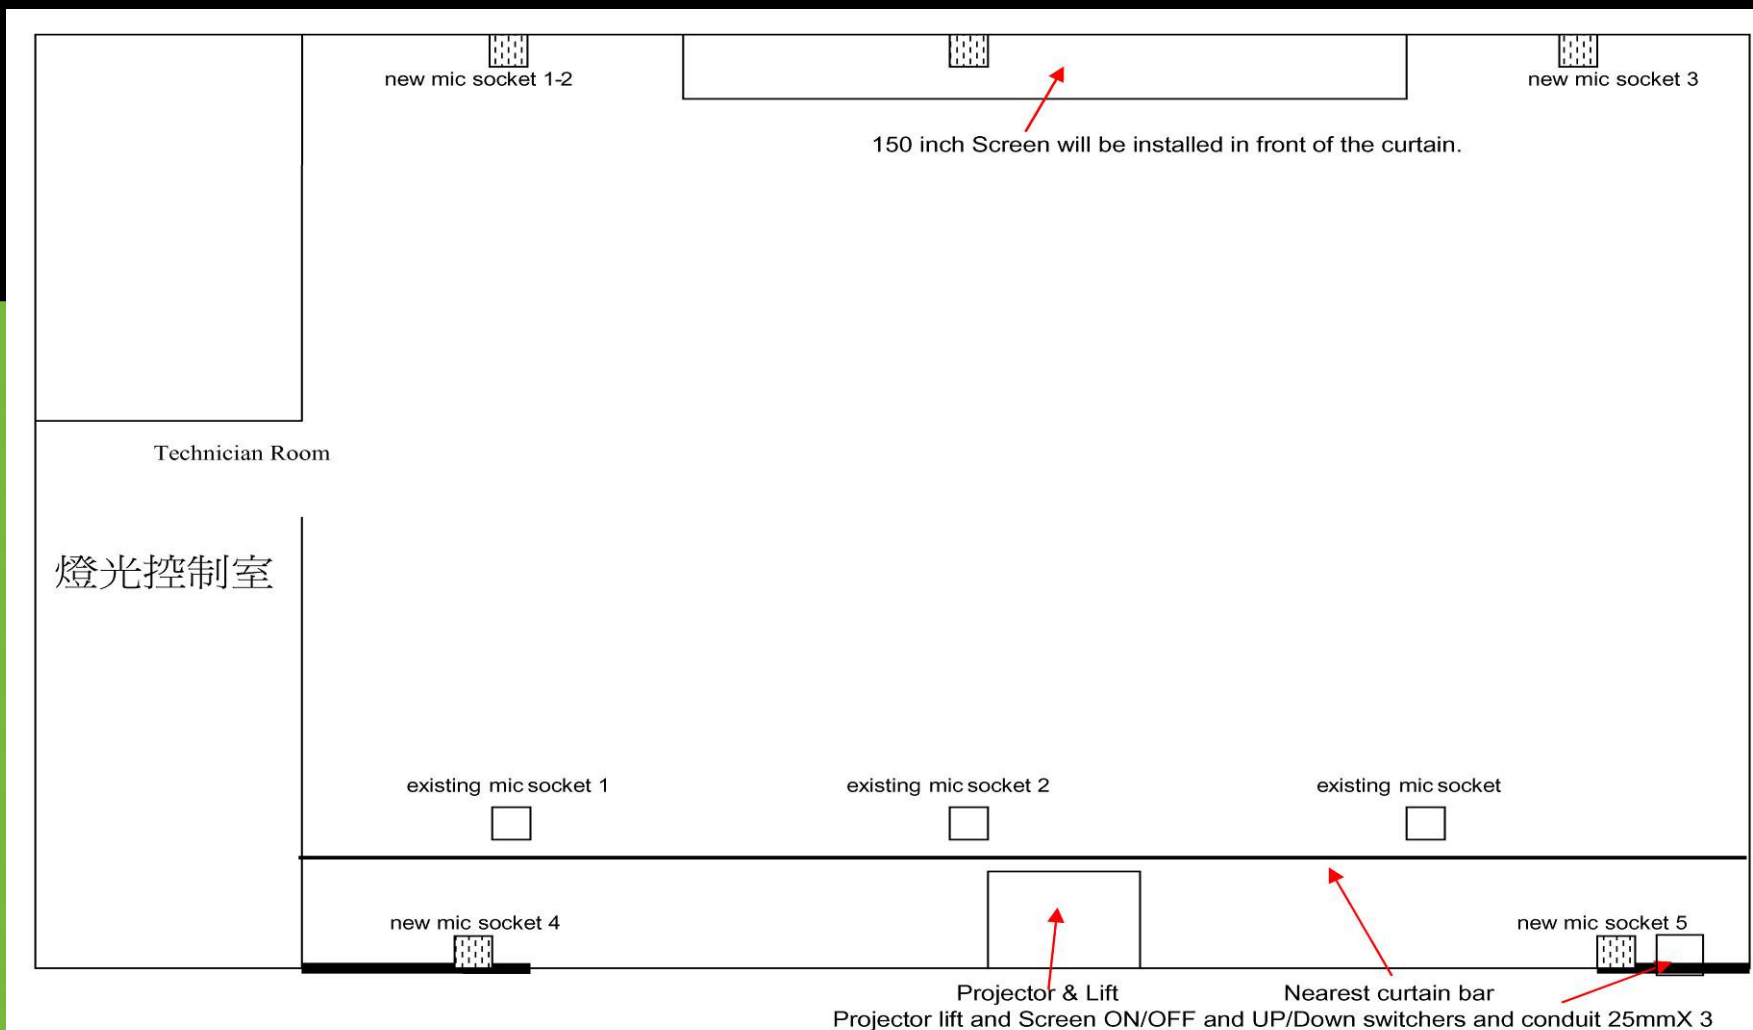 new mic socket 1-2
new mic socket 3
150 inch Screen will be installed in front of the curtain.
Technician Room
燈光控制室
existing mic socket 1
existing mic socket 2
existing mic socket
new mic socket 4
new mic socket 5
Projector & Lift
Nearest curtain bar
Projector lift and Screen ON/OFF and UP/Down switchers and conduit 25mmX 3